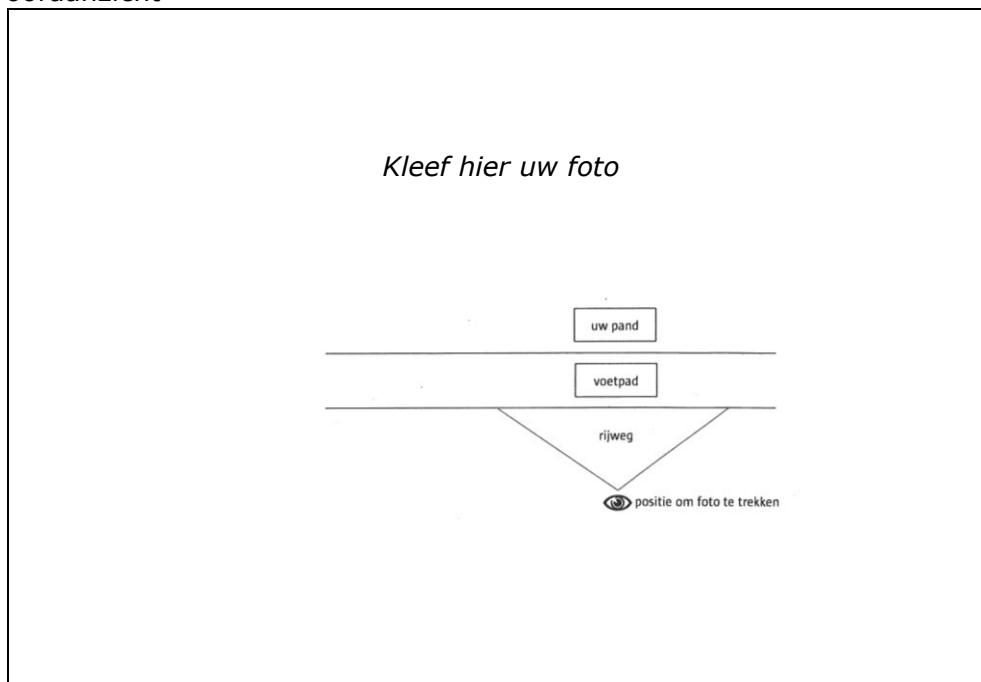 Kleef hier uw foto
uw pand
voetpad
rijweg
positie om foto te trekken